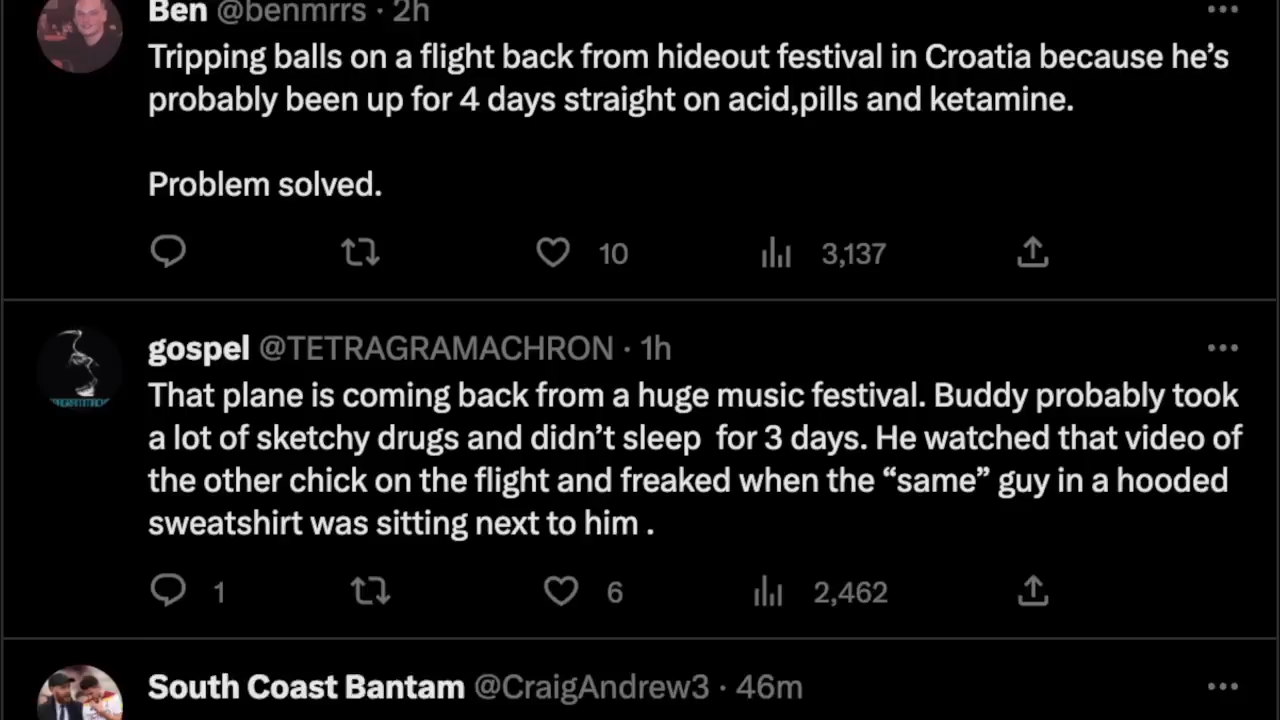 Ben @benmrrs · 2h
Tripping balls on a flight back from hideout festival in Croatia because he’s
probably been up for 4 days straight on acid,pills and ketamine.
Problem solved.
10 3,137
gospel @TETRAGRAMACHRON · 1h
That plane is coming back from a huge music festival. Buddy probably took
a lot of sketchy drugs and didn’t sleep for 3 days. He watched that video of
the other chick on the flight and freaked when the “same” guy in a hooded
sweatshirt was sitting next to him .
1 6 2,462
South Coast Bantam @CraigAndrew3 · 46m